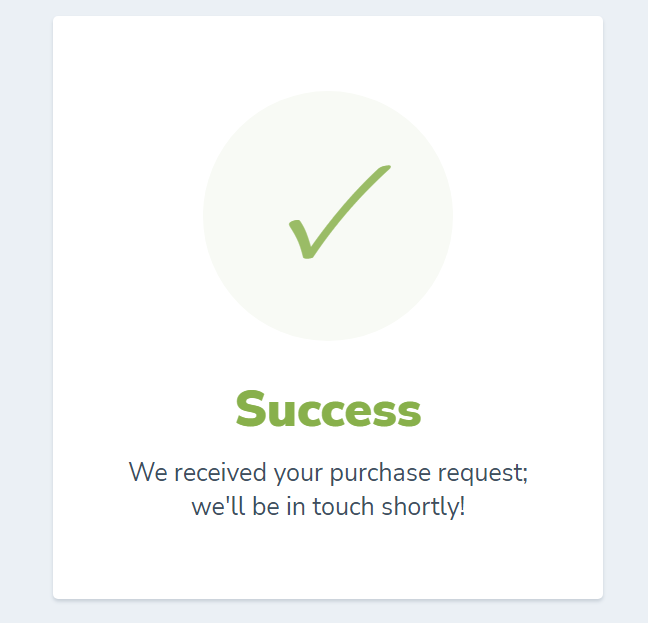 Success
We received your purchase request;
we'll be in touch shortly!